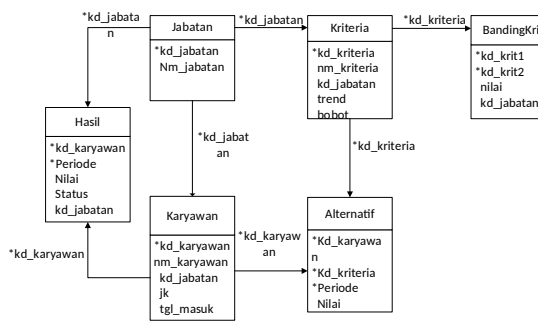 *kd_jabata
n
Jabatan
*kd_jabatan
Nm_jabatan
*kd_jabatan
Kriteria
*kd_kriteria
nm_kriteria
kd_jabatan
trend
bobot
*kd_kriteria
BandingKri
*kd_krit1
*kd_krit2
nilai
kd_jabatan
Hasil
*kd_karyawan
*Periode
Nilai
Status
kd_jabatan
*kd_jabat
an
*kd_kriteria
*kd_karyawan
Karyawan
*kd_karyawan
nm_karyawan
kd_jabatan
jk
tgl_masuk
*kd_karyaw
an
Alternatif
*Kd_karyawa
n
*Kd_kriteria
*Periode
Nilai